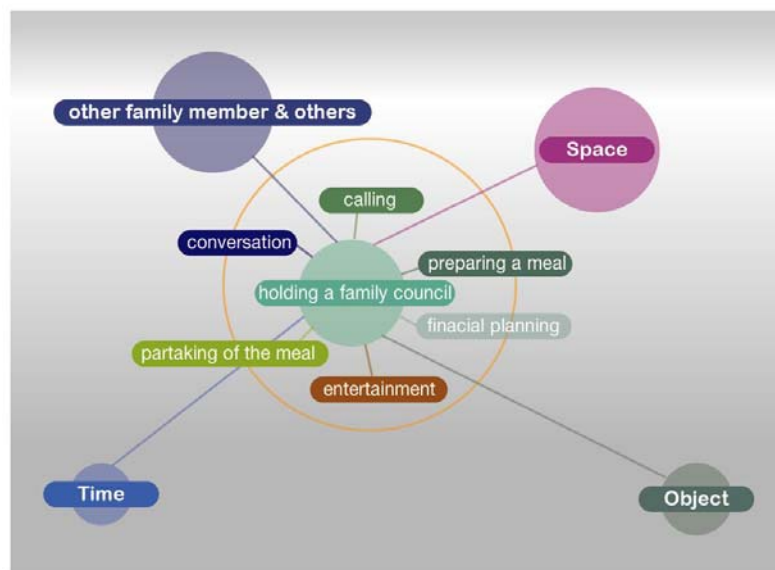 other family member & others
Space
calling
conversation
preparing a meal
holding a family council
finacial planning
partaking of the meal
entertainment
Time
Object